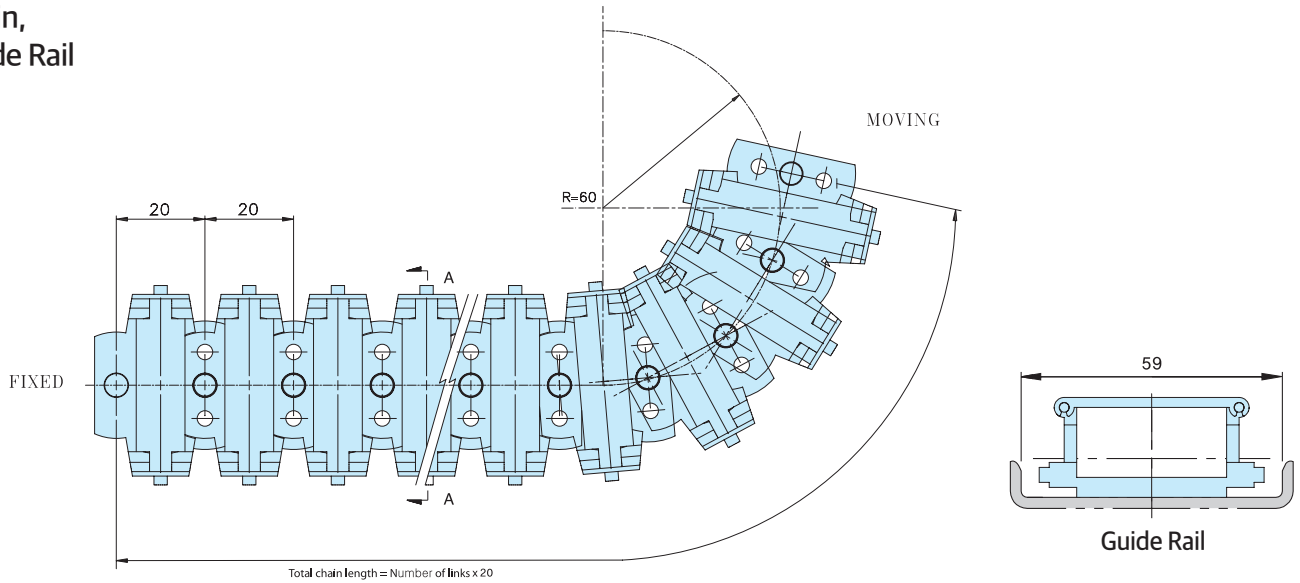 n,
de Rail
MOVING
R=60
20 20
A
59
FIXED
A
Guide Rail
Total chain length = Number of links x 20